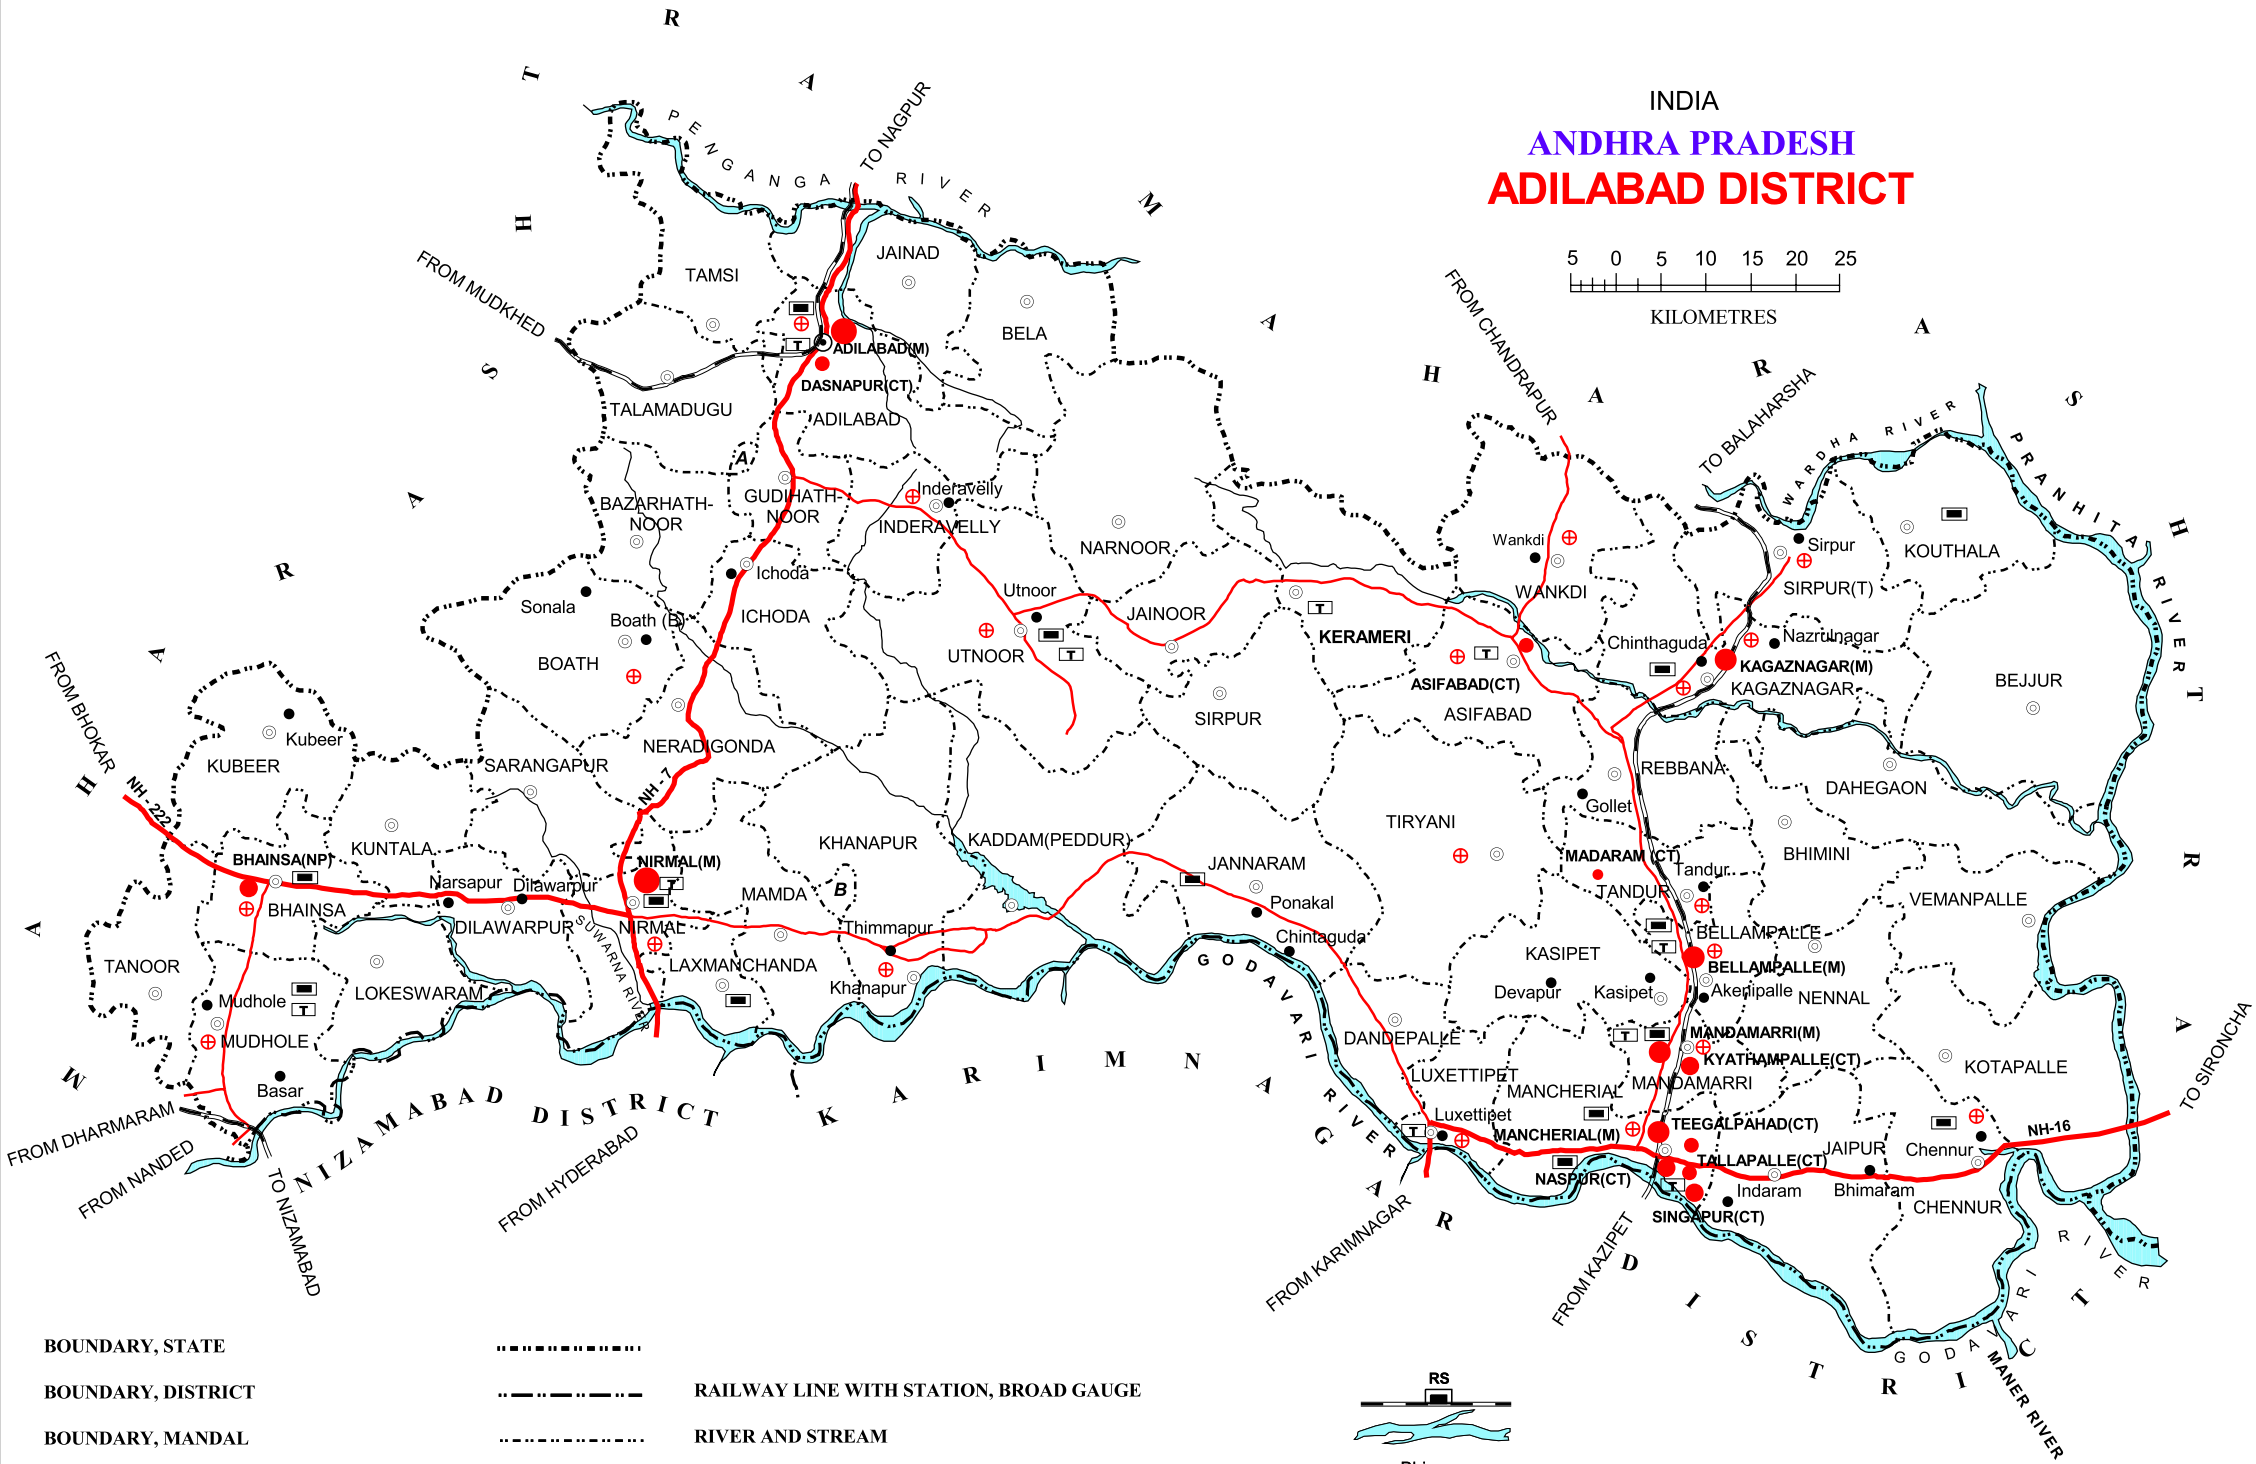 INDIA
ANDHRA PRADESH
ADILABAD DISTRICT
5 0 5 10 15 20 25
KILOMETRES
MAHARASHTRA
MAHARASHTRA
PENGANGA RIVER
TO NAGPUR
FROM MUDKHED
FROM CHANDRAPUR
TO BALAHARSHA
WARDHA RIVER
PRANHITA RIVER
JAINAD
TAMSI
BELA
ADILABAD(M)
DASNAPUR(CT)
TALAMADUGU
ADILABAD
A
BAZARHATH-
NOOR
GUDIHATH-
NOOR
Inderavelly
INDERAVELLY
NARNOOR
Wankdi
WANKDI
Sirpur
SIRPUR(T)
KOUTHALA
Ichoda
ICHODA
Sonala
Boath (B)
BOATH
Utnoor
UTNOOR
JAINOOR
KERAMERI
Chinthaguda
Nazrulnagar
KAGAZNAGAR(M)
KAGAZNAGAR
BEJJUR
ASIFABAD(CT)
ASIFABAD
SIRPUR
FROM BHOKAR
Kubeer
KUBEER
NERADIGONDA
SARANGAPUR
NH - 7
NH - 222
REBBANA
DAHEGAON
Gollet
TIRYANI
KHANAPUR
KADDAM(PEDDUR)
BHIMINI
KUNTALA
BHAINSA(NP)
NIRMAL(M)
JANNARAM
MADARAM (CT)
Tandur
TANDUR
Narsapur
Dilawarpur
MAMDA
B
Ponakal
VEMANPALLE
BHAINSA
DILAWARPUR
SUWARNA RIVER
NIRMAL
Thimmapur
Chintaguda
BELLAMPALLE
KASIPET
BELLAMPALLE(M)
TANOOR
LAXMANCHANDA
LOKESWARAM
GODAVARI RIVER
Khanapur
Mudhole
Devapur
Kasipet
Akenipalle
NENNAL
MUDHOLE
DANDEPALLE
MANDAMARRI(M)
KYATHAMPALLE(CT)
KOTAPALLE
TO SIRONCHA
Basar
LUXETTIPET
MANCHERIAL
MANDAMARRI
FROM DHARMARAM
FROM NANDED
TO NIZAMABAD
NIZAMABAD DISTRICT
KARIMNAGAR DISTRICT
FROM HYDERABAD
Luxettipet
MANCHERIAL(M)
TEEGALPAHAD(CT)
NH-16
TALLAPALLE(CT)
JAIPUR
Chennur
NASPUR(CT)
Indaram
Bhimaram
CHENNUR
SINGAPUR(CT)
FROM KARIMNAGAR
FROM KAZIPET
RIVER
GODAVARI
MANER RIVER
T
T
T
T
T
T
T
T
T
T
T
BOUNDARY, STATE
BOUNDARY, DISTRICT
BOUNDARY, MANDAL
RAILWAY LINE WITH STATION, BROAD GAUGE
RS
RIVER AND STREAM